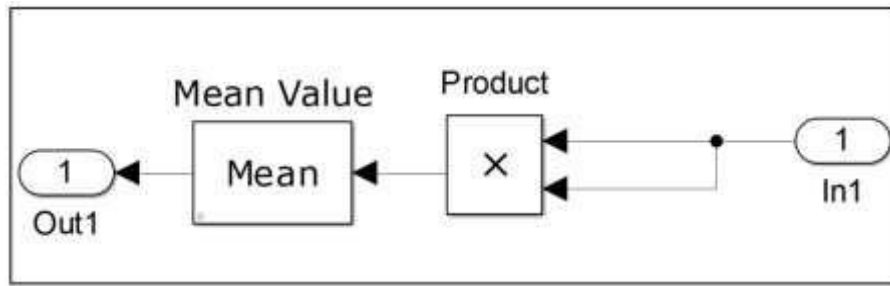 Mean Value
Product
1
Mean
×
1
Out1
In1